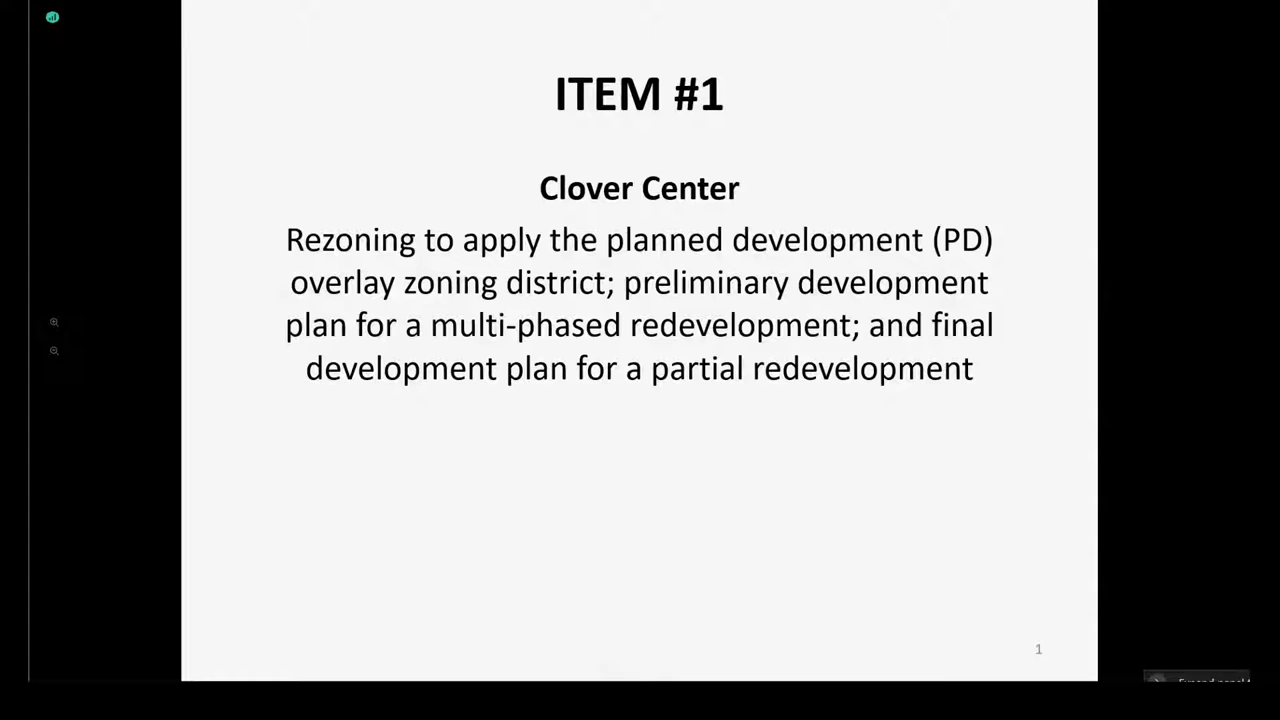 ITEM #1
Clover Center
Rezoning to apply the planned development (PD)
overlay zoning district; preliminary development
plan for a multi-phased redevelopment; and final
development plan for a partial redevelopment
1